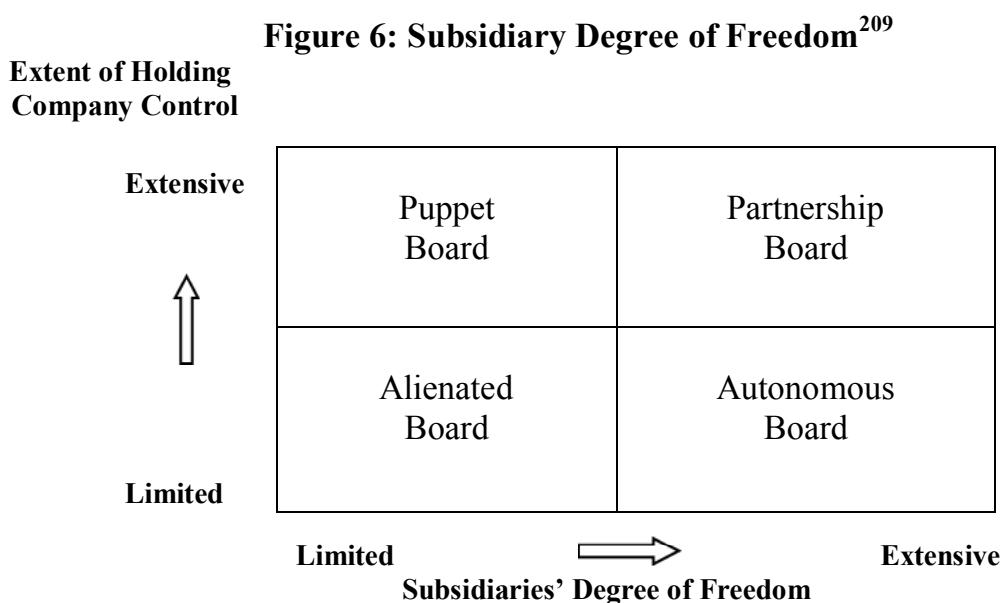 Figure 6: Subsidiary Degree of Freedom209
Extent of Holding
Company Control
Extensive
Puppet
Board
Partnership
Board
Alienated
Board
Autonomous
Board
Limited
Limited
Extensive
Subsidiaries’ Degree of Freedom